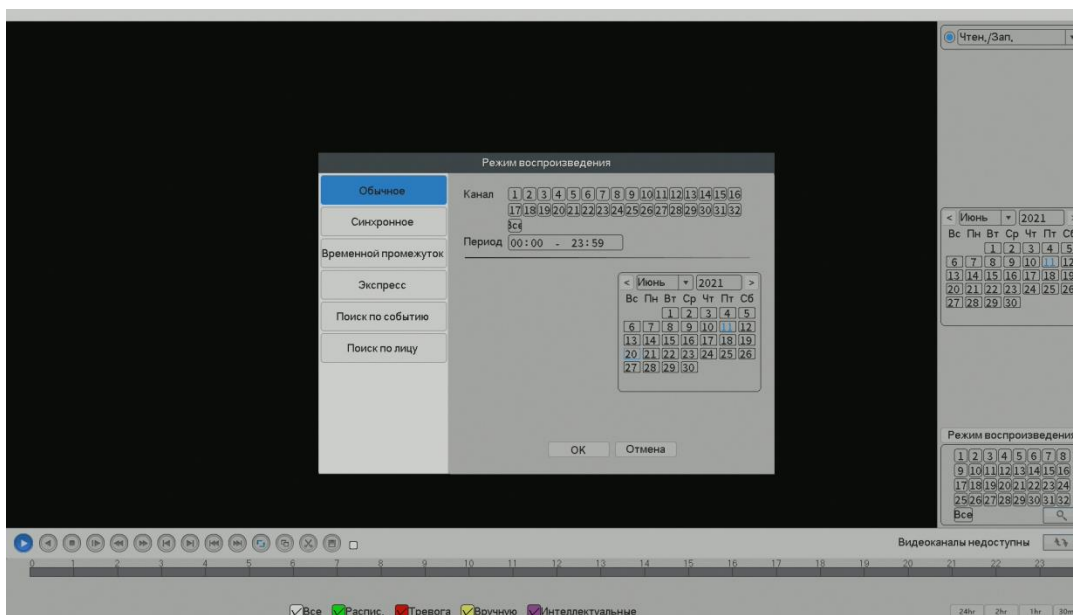 Чтен./Зап.
Режим воспроизведения
Обычное
Синхронное
Временной промежуток
Экспресс
Поиск по событию
Поиск по лицу
Канал
1 2 3 4 5 6 7 8 9 10 11 12 13 14 15 16
17 18 19 20 21 22 23 24 25 26 27 28 29 30 31 32
Все
Период 00:00 - 23:59
< Июнь 2021 >
Вс Пн Вт Ср Чт Пт Сб
1 2 3 4 5
6 7 8 9 10 11 12
13 14 15 16 17 18 19
20 21 22 23 24 25 26
27 28 29 30
OK Отмена
< Июнь 2021
Вс Пн Вт Ср Чт Пт Сб
1 2 3 4 5
6 7 8 9 10 11 12
13 14 15 16 17 18 19
20 21 22 23 24 25 26
27 28 29 30
Режим воспроизведения
1 2 3 4 5 6 7 8
9 10 11 12 13 14 15 16
17 18 19 20 21 22 23 24
25 26 27 28 29 30 31 32
Все
Видеоканалы недоступны
0 1 2 3 4 5 6 7 8 9 10 11 12 13 14 15 16 17 18 19 20 21 22 23
Все Распис. Тревога Вручную Интеллектуальные
24hr 2hr 1hr 30m